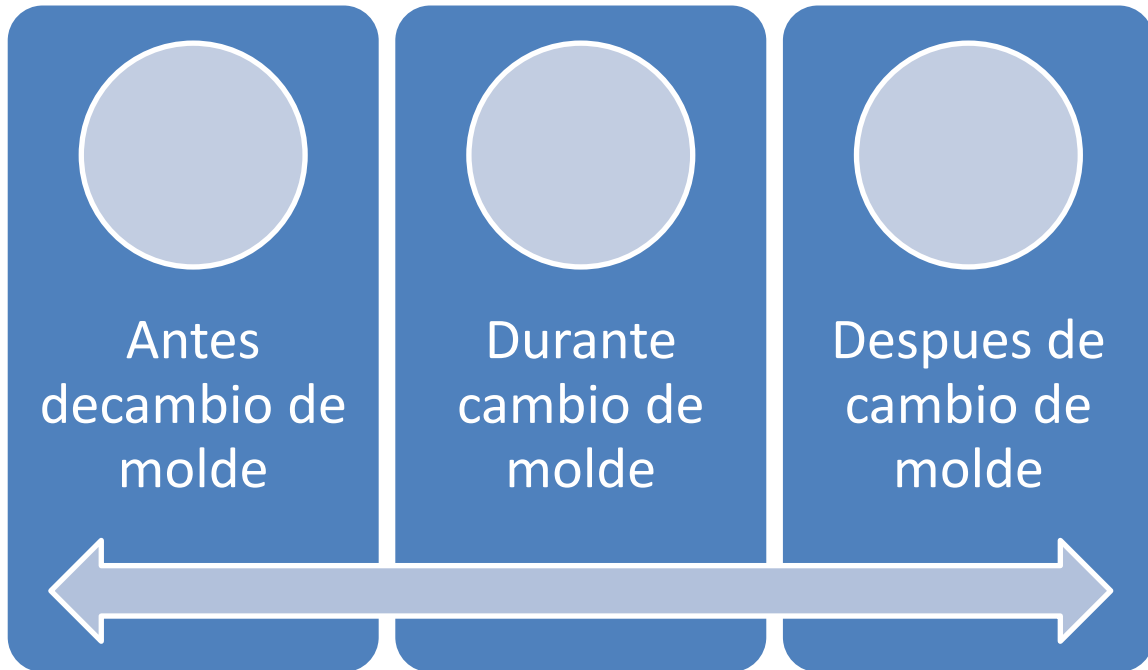 Antes
decambio de
molde
Durante
cambio de
molde
Despues de
cambio de
molde